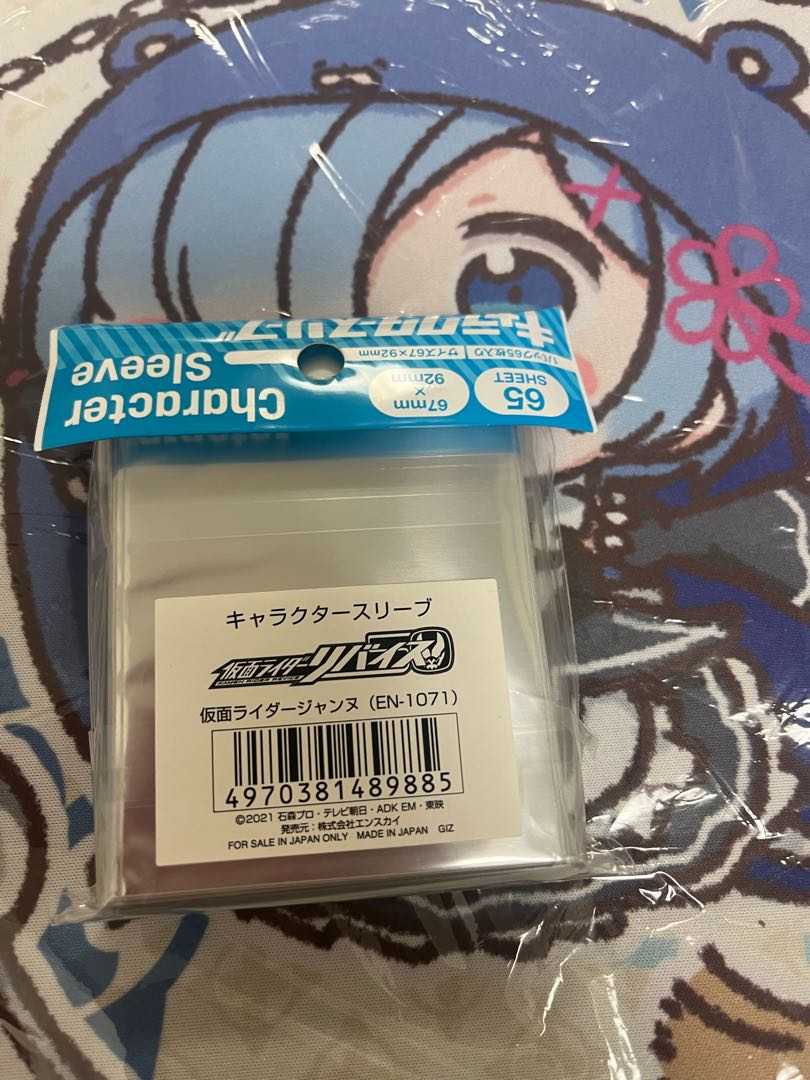 キャラクタースリーブ
1パック65枚入り サイズ67×92mm
65
SHEET
67mm
×
92mm
Character
Sleeve
キャラクタースリーブ
仮面ライダーリバイス
KAMEN RIDER REVICE
仮面ライダージャンヌ（EN-1071）
4970381489885
©2021 石森プロ・テレビ朝日・ADK EM・東映
発売元：株式会社エンスカイ
FOR SALE IN JAPAN ONLY MADE IN JAPAN GIZ